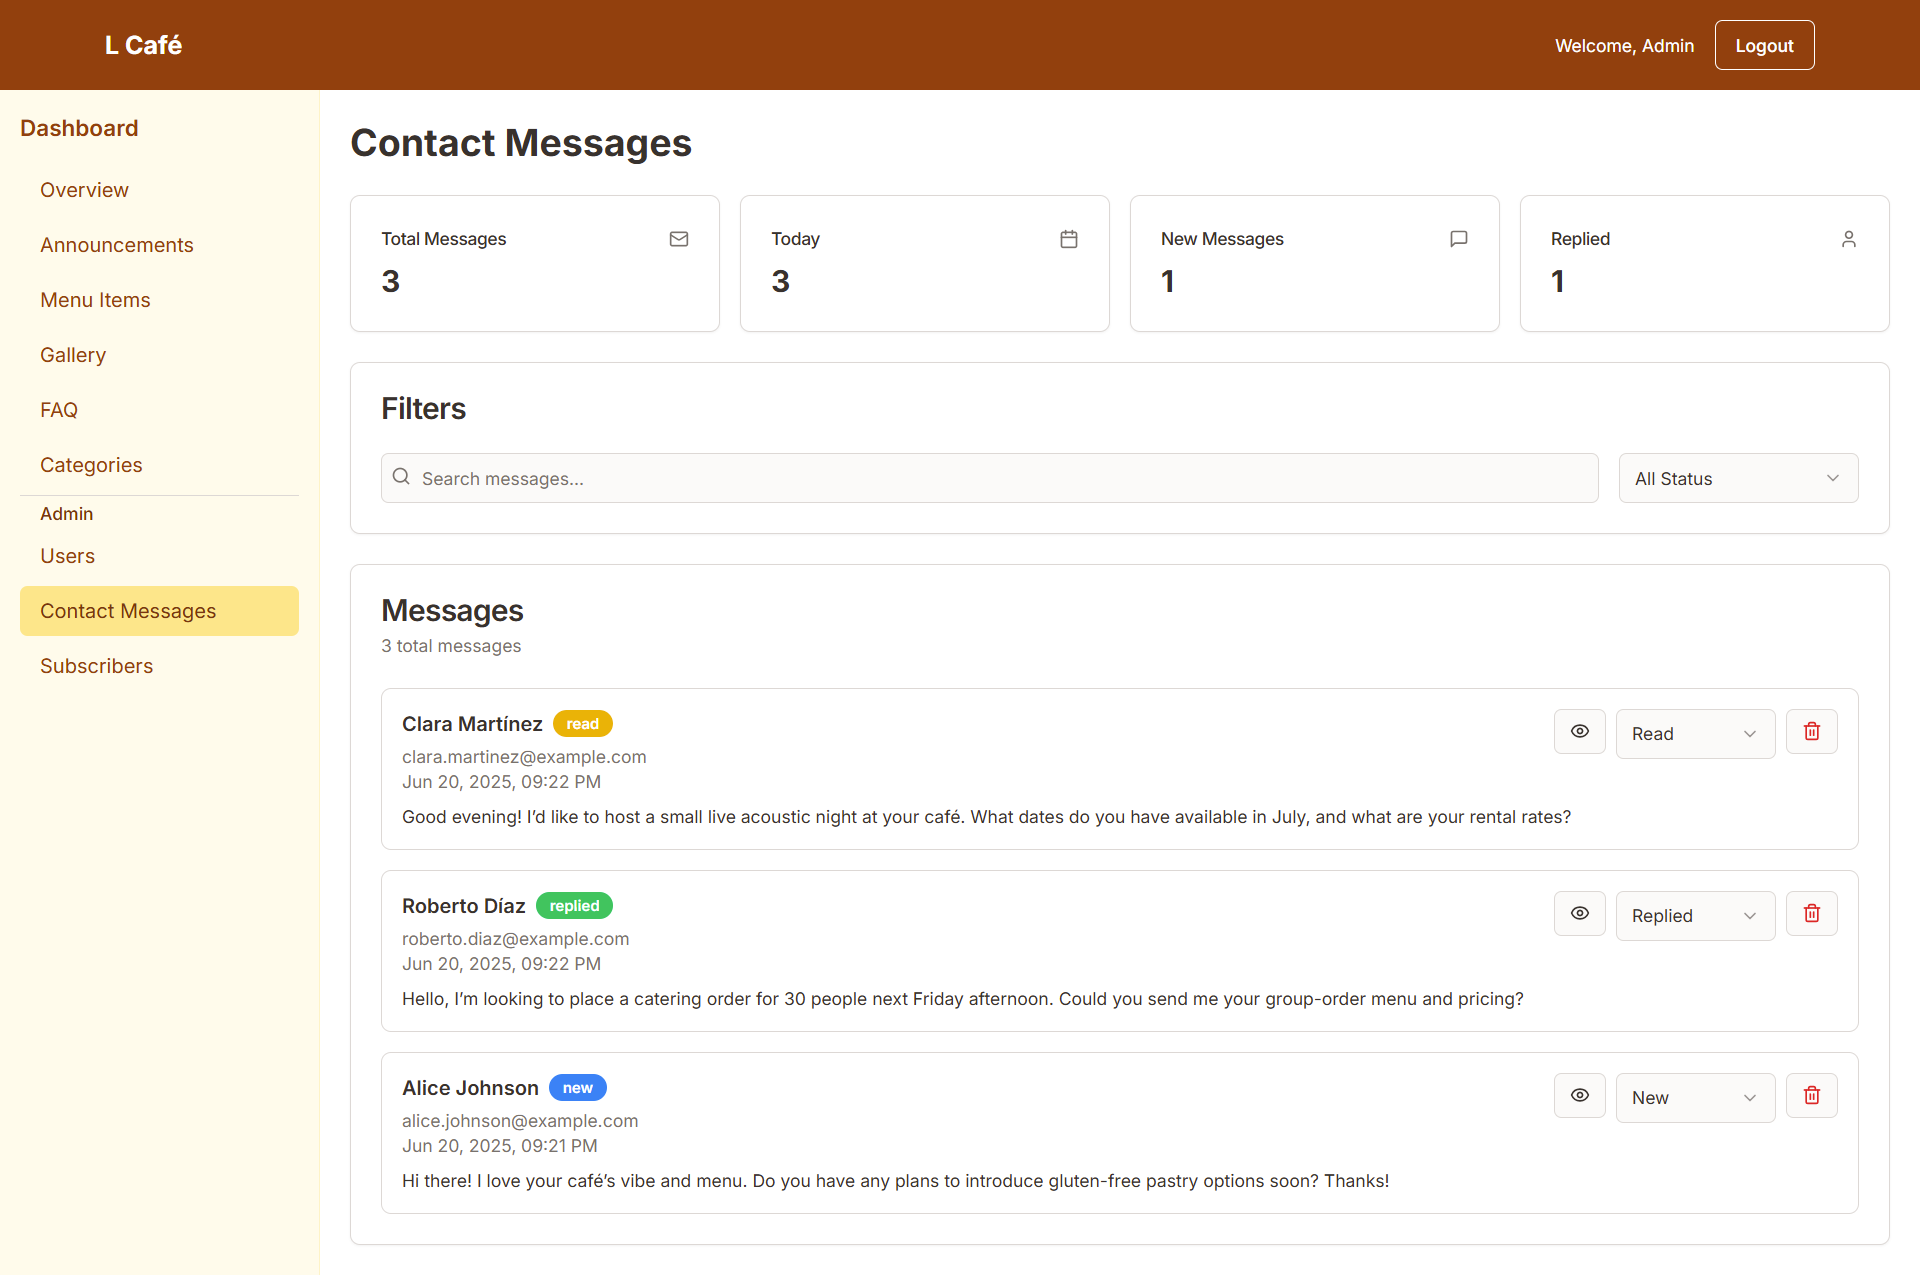 L Café
Welcome, Admin
Logout
Dashboard
Overview
Announcements
Menu Items
Gallery
FAQ
Categories
Admin
Users
Contact Messages
Subscribers
Contact Messages
Total Messages
3
Today
3
New Messages
1
Replied
1
Filters
Search messages...
All Status
Messages
3 total messages
Clara Martínez read
clara.martinez@example.com
Jun 20, 2025, 09:22 PM
Good evening! I’d like to host a small live acoustic night at your café. What dates do you have available in July, and what are your rental rates?
Read
Roberto Díaz replied
roberto.diaz@example.com
Jun 20, 2025, 09:22 PM
Hello, I’m looking to place a catering order for 30 people next Friday afternoon. Could you send me your group-order menu and pricing?
Replied
Alice Johnson new
alice.johnson@example.com
Jun 20, 2025, 09:21 PM
Hi there! I love your café’s vibe and menu. Do you have any plans to introduce gluten-free pastry options soon? Thanks!
New